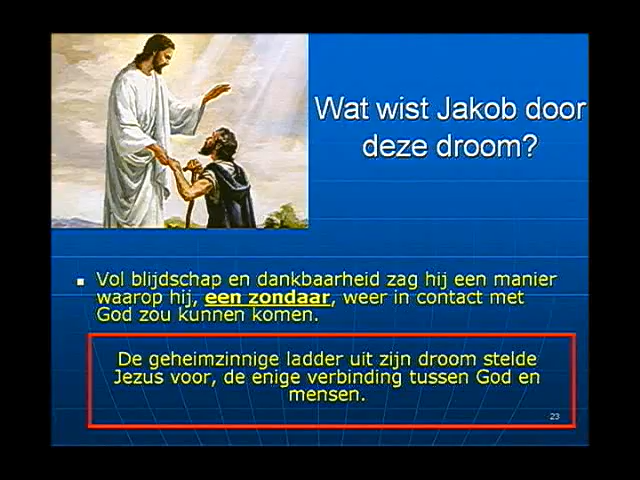 Wat wist Jakob door
deze droom?
Vol blijdschap en dankbaarheid zag hij een manier
waarop hij, een zondaar, weer in contact met
God zou kunnen komen.
De geheimzinnige ladder uit zijn droom stelde
Jezus voor, de enige verbinding tussen God en
mensen.
23